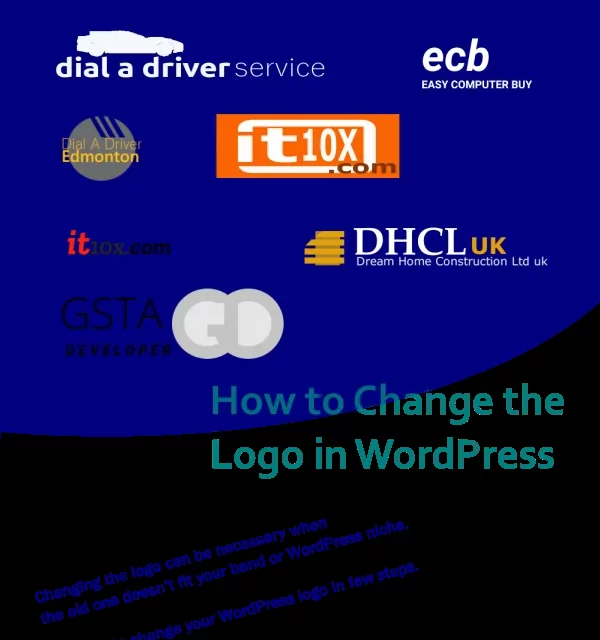 dial a driver service
ecb
EASY COMPUTER BUY
Dial A Driver
Edmonton
it10x
.com
it10x.com
DHCL UK
Dream Home Construction Ltd uk
GSTA GD
DEVELOPER
How to Change the
Logo in WordPress
Changing the logo can be necessary when
the old one doesn't fit your band or WordPress niche.
change your WordPress logo in few steps.